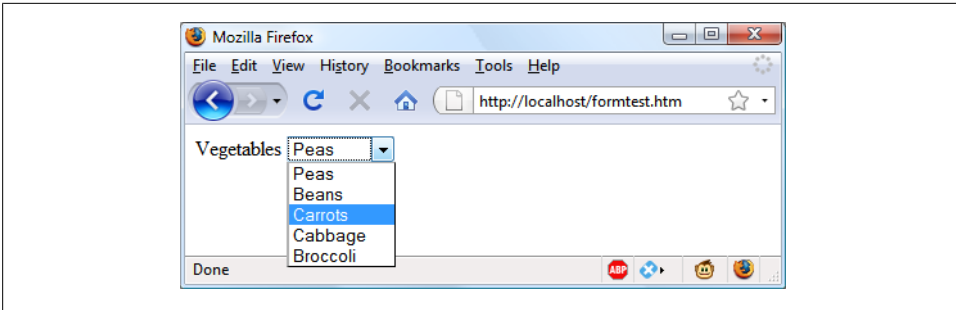 Mozilla Firefox
File Edit View History Bookmarks Tools Help
http://localhost/formtest.htm
Vegetables Peas
Peas
Beans
Carrots
Cabbage
Broccoli
Done
ABP